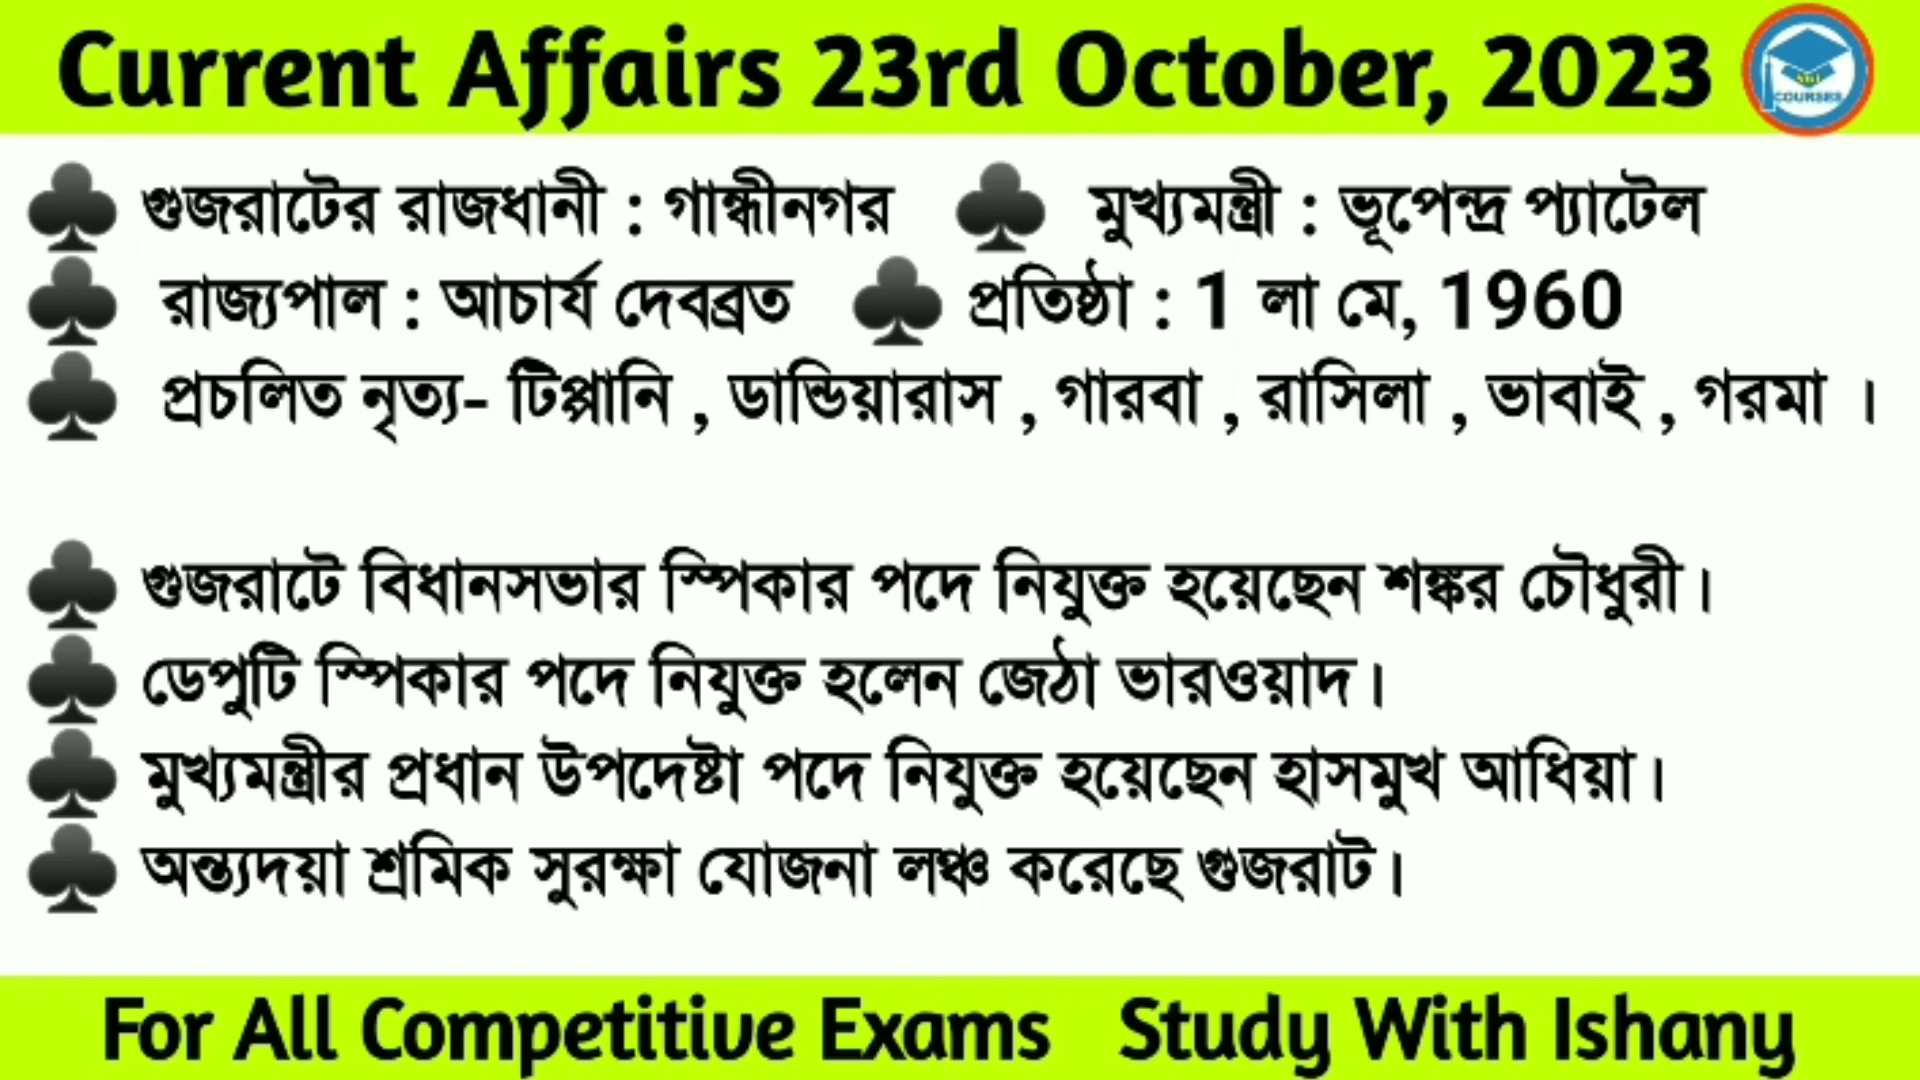 Current Affairs 23rd October, 2023
COURSES
♣ গুজরাটের রাজধানী : গান্ধীনগর ♣ মুখ্যমন্ত্রী : ভূপেন্দ্র প্যাটেল
♣ রাজ্যপাল : আচার্য দেবব্রত ♣ প্রতিষ্ঠা : 1 লা মে, 1960
♣ প্রচলিত নৃত্য- টিপ্পানি , ডান্ডিয়ারাস , গারবা , রাসিলা , ভাবাই , গরমা ।
♣ গুজরাটে বিধানসভার স্পিকার পদে নিযুক্ত হয়েছেন শঙ্কর চৌধুরী।
♣ ডেপুটি স্পিকার পদে নিযুক্ত হলেন জেঠা ভারওয়াদ।
♣ মুখ্যমন্ত্রীর প্রধান উপদেষ্টা পদে নিযুক্ত হয়েছেন হাসমুখ আধিয়া।
♣ অন্ত্যদয়া শ্রমিক সুরক্ষা যোজনা লঞ্চ করেছে গুজরাট।
For All Competitive Exams Study With Ishany